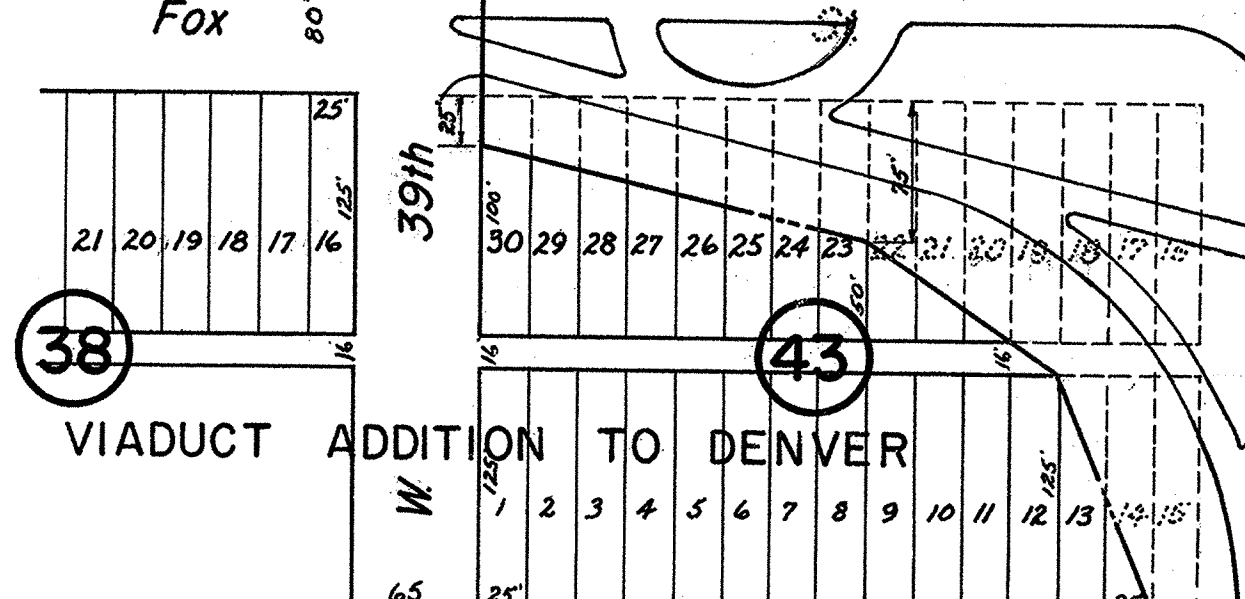 Fox 80'
25'
25'
39th
125'
100'
75'
21 20 19 18 17 16
30 29 28 27 26 25 24 23 22 21 20 19 18 17 16
50'
38
16
16
43
16'
VIADUCT ADDITION TO DENVER
125'
125'
W.
1 2 3 4 5 6 7 8 9 10 11 12 13 14 15
65 25'